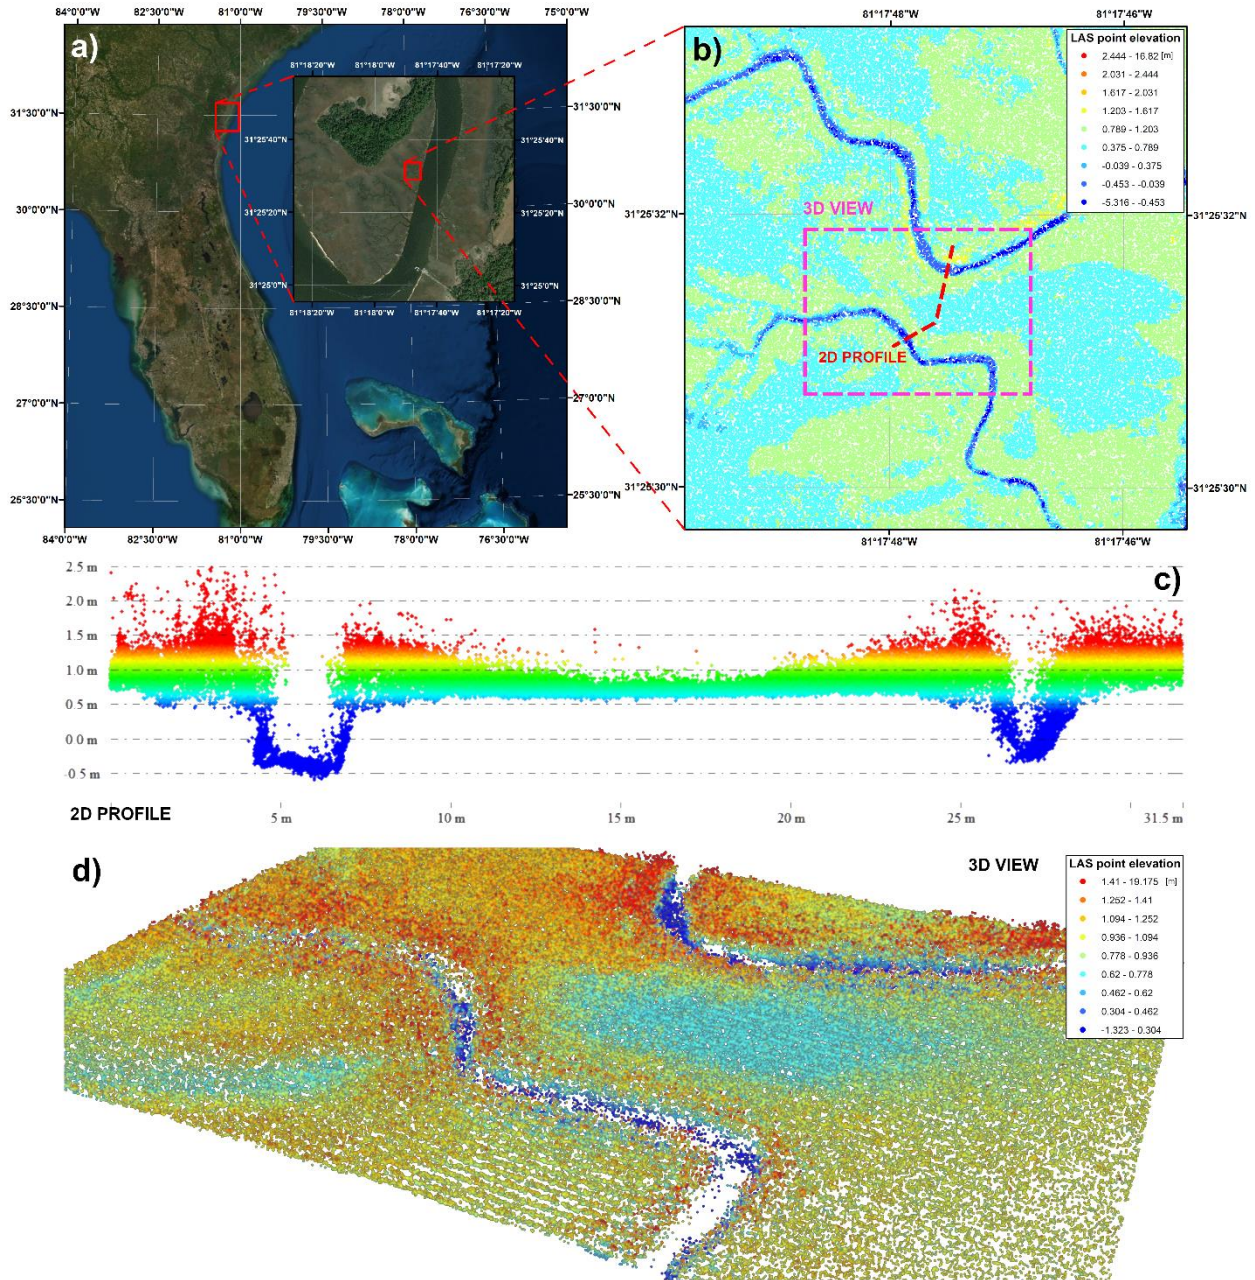 84°0'0"W 82°30'0"W 81°0'0"W 79°30'0"W 78°0'0"W 76°30'0"W 75°0'0"W
a)
31°30'0"N
30°0'0"N
28°30'0"N
27°0'0"N
25°30'0"N
31°30'0"N
30°0'0"N
28°30'0"N
27°0'0"N
25°30'0"N
84°0'0"W 82°30'0"W 81°0'0"W 79°30'0"W 78°0'0"W 76°30'0"W
81°18'20"W 81°18'0"W 81°17'40"W 81°17'20"W
31°25'40"N
31°25'20"N
31°25'0"N
31°25'40"N
31°25'20"N
31°25'0"N
81°18'20"W 81°18'0"W 81°17'40"W 81°17'20"W
81°17'48"W 81°17'46"W
b)
LAS point elevation
2.444 - 16.82 [m]
2.031 - 2.444
1.617 - 2.031
1.203 - 1.617
0.789 - 1.203
0.375 - 0.789
-0.039 - 0.375
-0.453 - -0.039
-5.316 - -0.453
31°25'32"N
31°25'32"N
3D VIEW
2D PROFILE
31°25'30"N
31°25'30"N
81°17'48"W 81°17'46"W
c)
2.5 m
2.0 m
1.5 m
1.0 m
0 5 m
0 0 m
0 5 m
2D PROFILE
5 m 10 m 15 m 20 m 25 m 31.5 m
d)
3D VIEW
LAS point elevation
1.41 - 19.175 [m]
1.252 - 1.41
1.094 - 1.252
0.936 - 1.094
0.778 - 0.936
0.62 - 0.778
0.462 - 0.62
0.304 - 0.462
-1.323 - 0.304